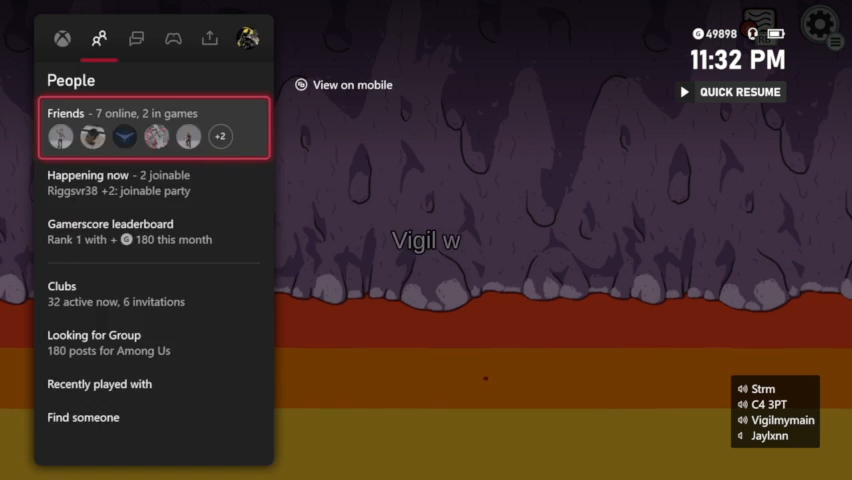 People
Friends - 7 online, 2 in games
+2
Happening now - 2 joinable
Riggsvr38 +2: joinable party
Gamerscore leaderboard
Rank 1 with + G 180 this month
Clubs
32 active now, 6 invitations
Looking for Group
180 posts for Among Us
Recently played with
Find someone
View on mobile
G 49898
11:32 PM
QUICK RESUME
Vigil w
Strm
C4 3PT
Vigilmymain
Jaylxnn